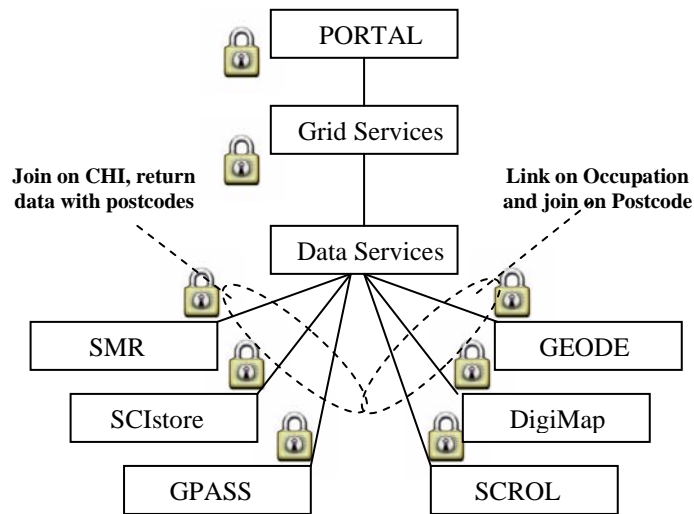 PORTAL
Grid Services
Join on CHI, return
data with postcodes
Link on Occupation
and join on Postcode
Data Services
SMR
GEODE
SCIstore
DigiMap
GPASS
SCROL